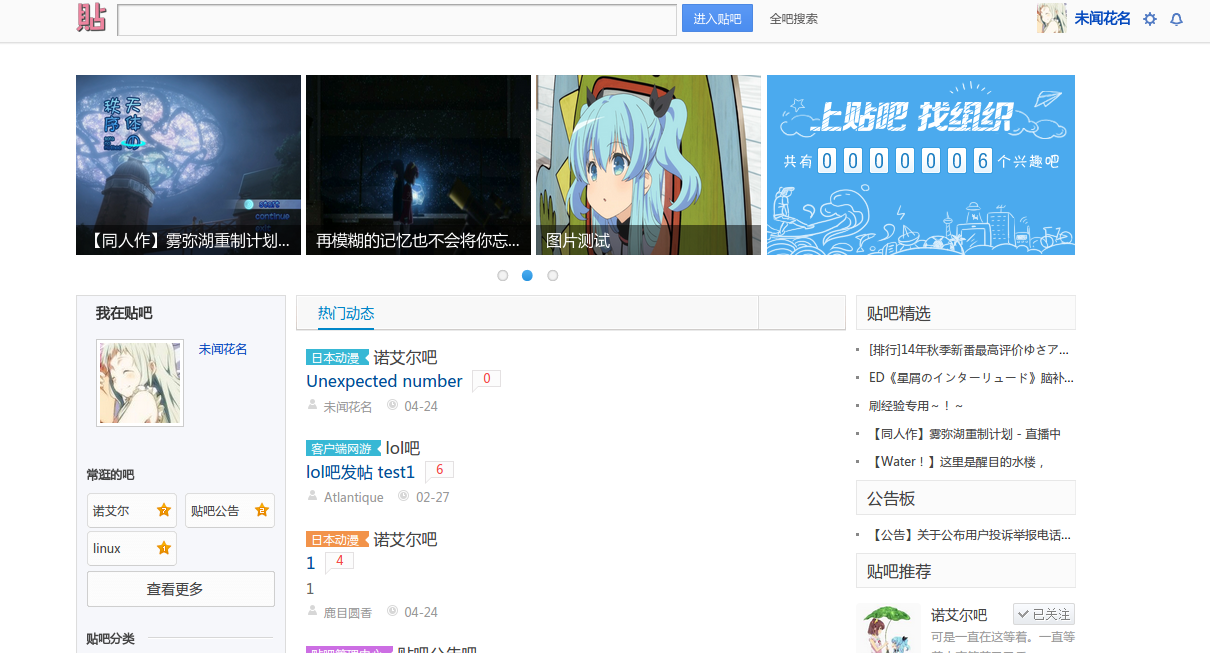 貼
进入贴吧 全吧搜索 未闻花名
天体の
秩序
start
continue
【同人作】雾弥湖重制计划...
再模糊的记忆也不会将你忘...
图片测试
上贴吧 找组织
共有 0 0 0 0 0 0 6 个兴趣吧
我在贴吧
未闻花名
常逛的吧
诺艾尔 贴吧公告
linux 1
查看更多
贴吧分类
热门动态
日本动漫 诺艾尔吧
Unexpected number 0
未闻花名 04-24
客户端网游 lol吧
lol吧发帖 test1 6
Atlantique 02-27
日本动漫 诺艾尔吧
1 4
1
鹿目圆香 04-24
贴吧管理中心 贴吧公告吧
贴吧精选
[排行]14年秋季新番最高评价ゆさア...
ED《星屑のインターリュード》脑补...
刷经验专用～！～
【同人作】雾弥湖重制计划 - 直播中
【Water！】这里是醒目的水楼，
公告板
【公告】关于公布用户投诉举报电话...
贴吧推荐
诺艾尔吧 已关注
可是一直在这等着。一直等